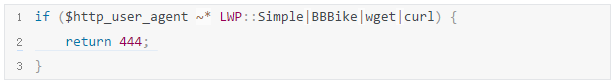 1 if ($http_user_agent ~* LWP::Simple|BBBike|wget|curl) {
2     return 444;
3 }